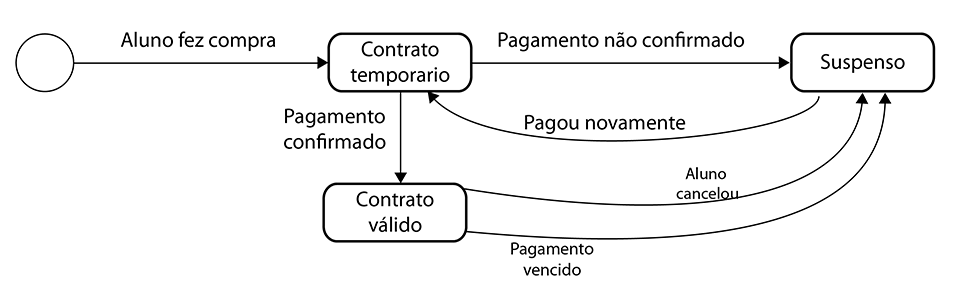 Aluno fez compra
Contrato
temporario
Pagamento não confirmado
Suspenso
Pagamento
confirmado
Pagou novamente
Aluno
cancelou
Contrato
válido
Pagamento
vencido